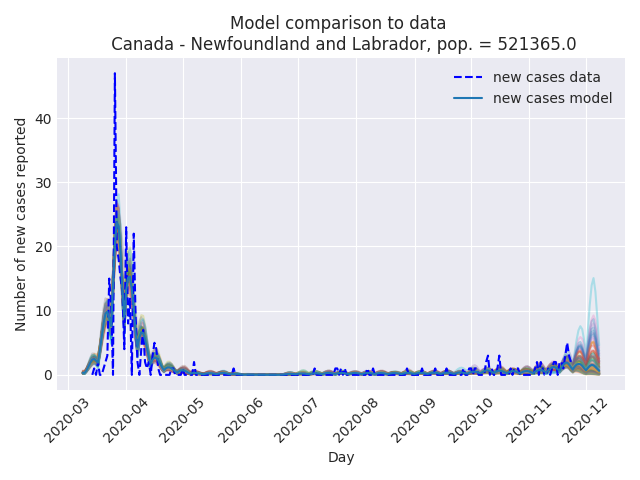 Model comparison to data
Canada - Newfoundland and Labrador, pop. = 521365.0
new cases data
new cases model
Number of new cases reported
40
30
20
10
0
2020-03
2020-04
2020-05
2020-06
2020-07
2020-08
2020-09
2020-10
2020-11
2020-12
Day